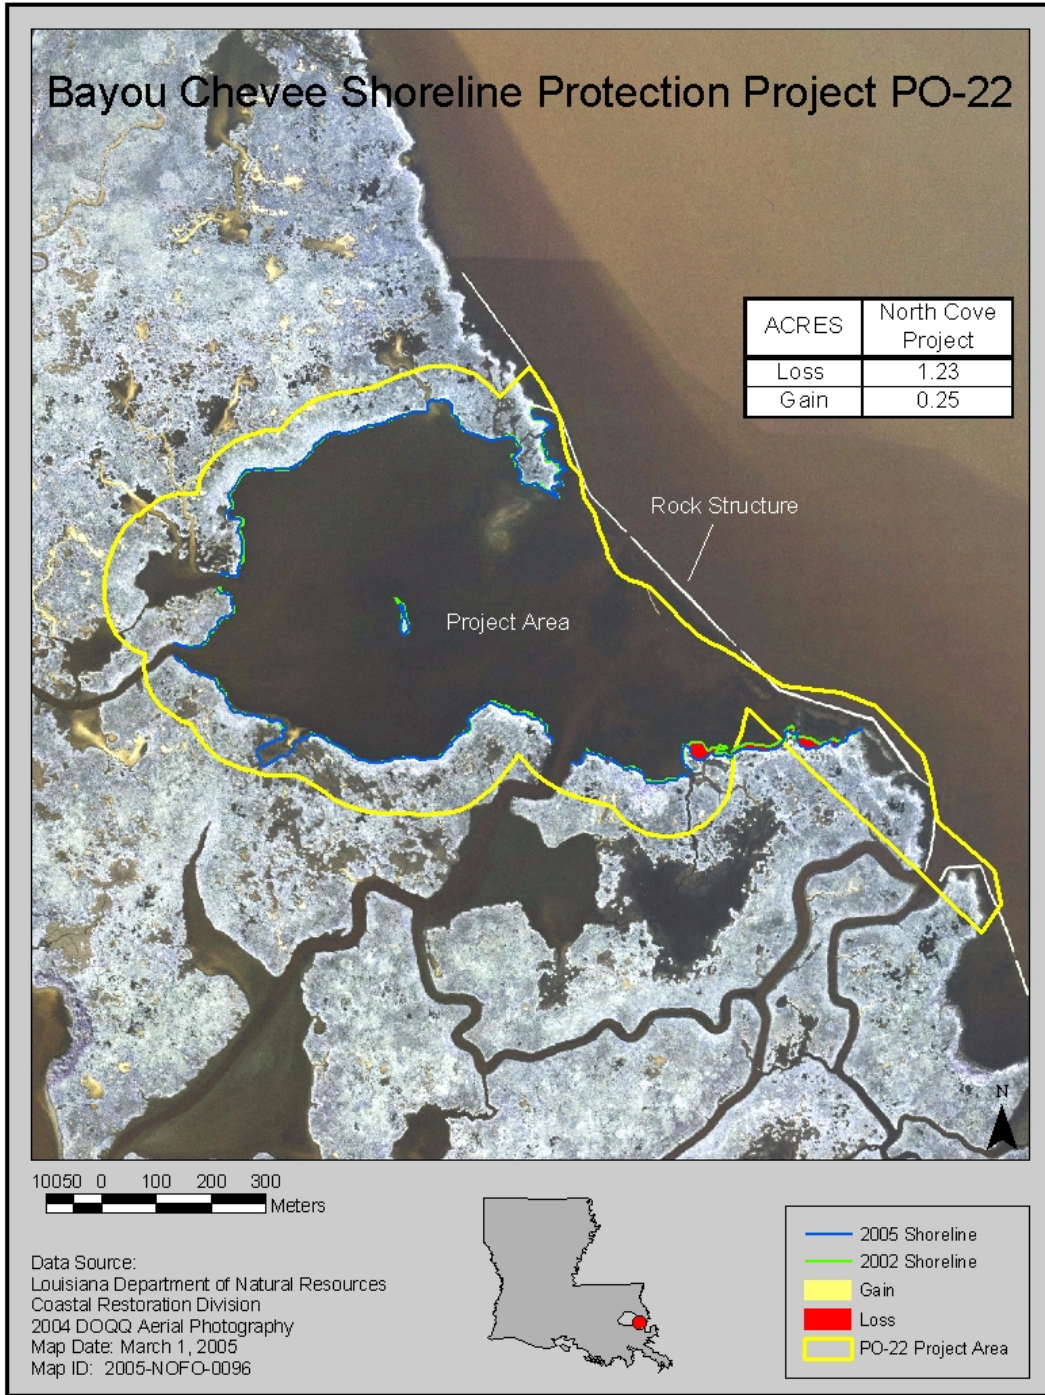 Bayou Chevee Shoreline Protection Project PO-22
ACRES
North Cove
Project
Loss 1.23
Gain 0.25
Rock Structure
Project Area
N
10050 0 100 200 300
Meters
Data Source:
Louisiana Department of Natural Resources
Coastal Restoration Division
2004 DOQQ Aerial Photography
Map Date: March 1, 2005
Map ID: 2005-NOFO-0096
2005 Shoreline
2002 Shoreline
Gain
Loss
PO-22 Project Area